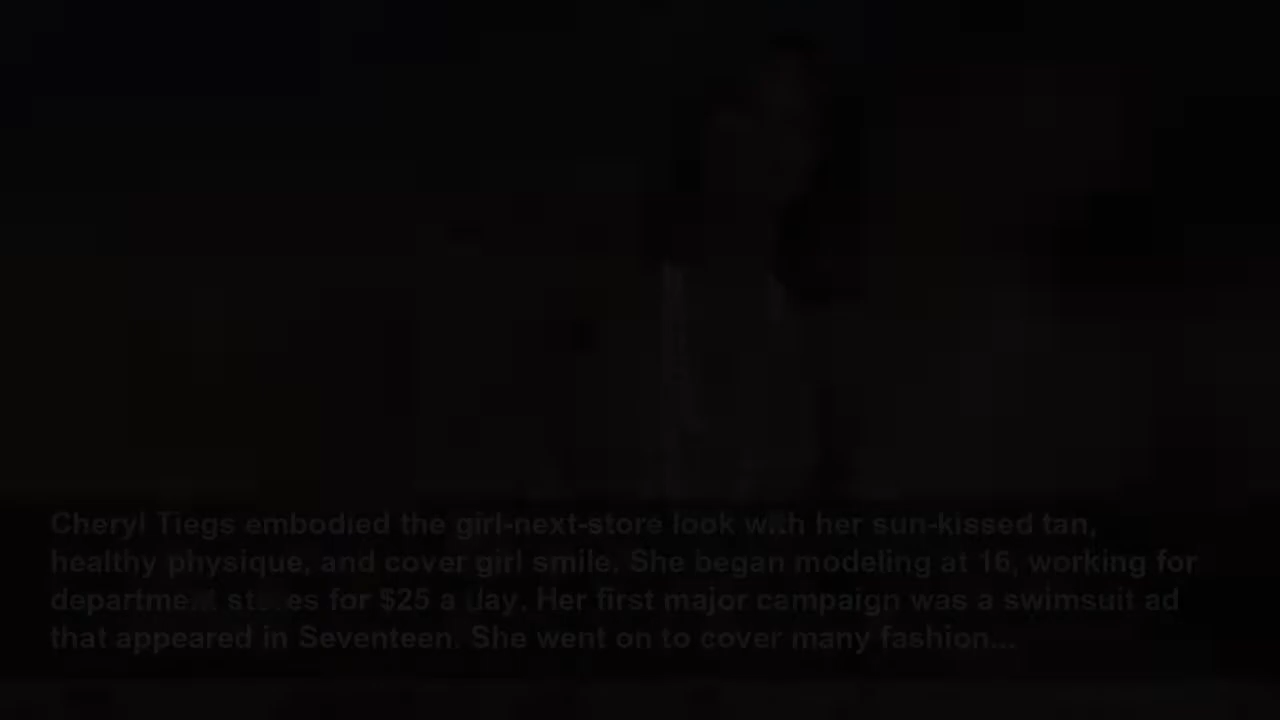 Cheryl Tiegs embodied the girl-next-store look with her sun-kissed tan,
healthy physique, and cover girl smile. She began modeling at 16, working for
department stores for $25 a day. Her first major campaign was a swimsuit ad
that appeared in Seventeen. She went on to cover many fashion...